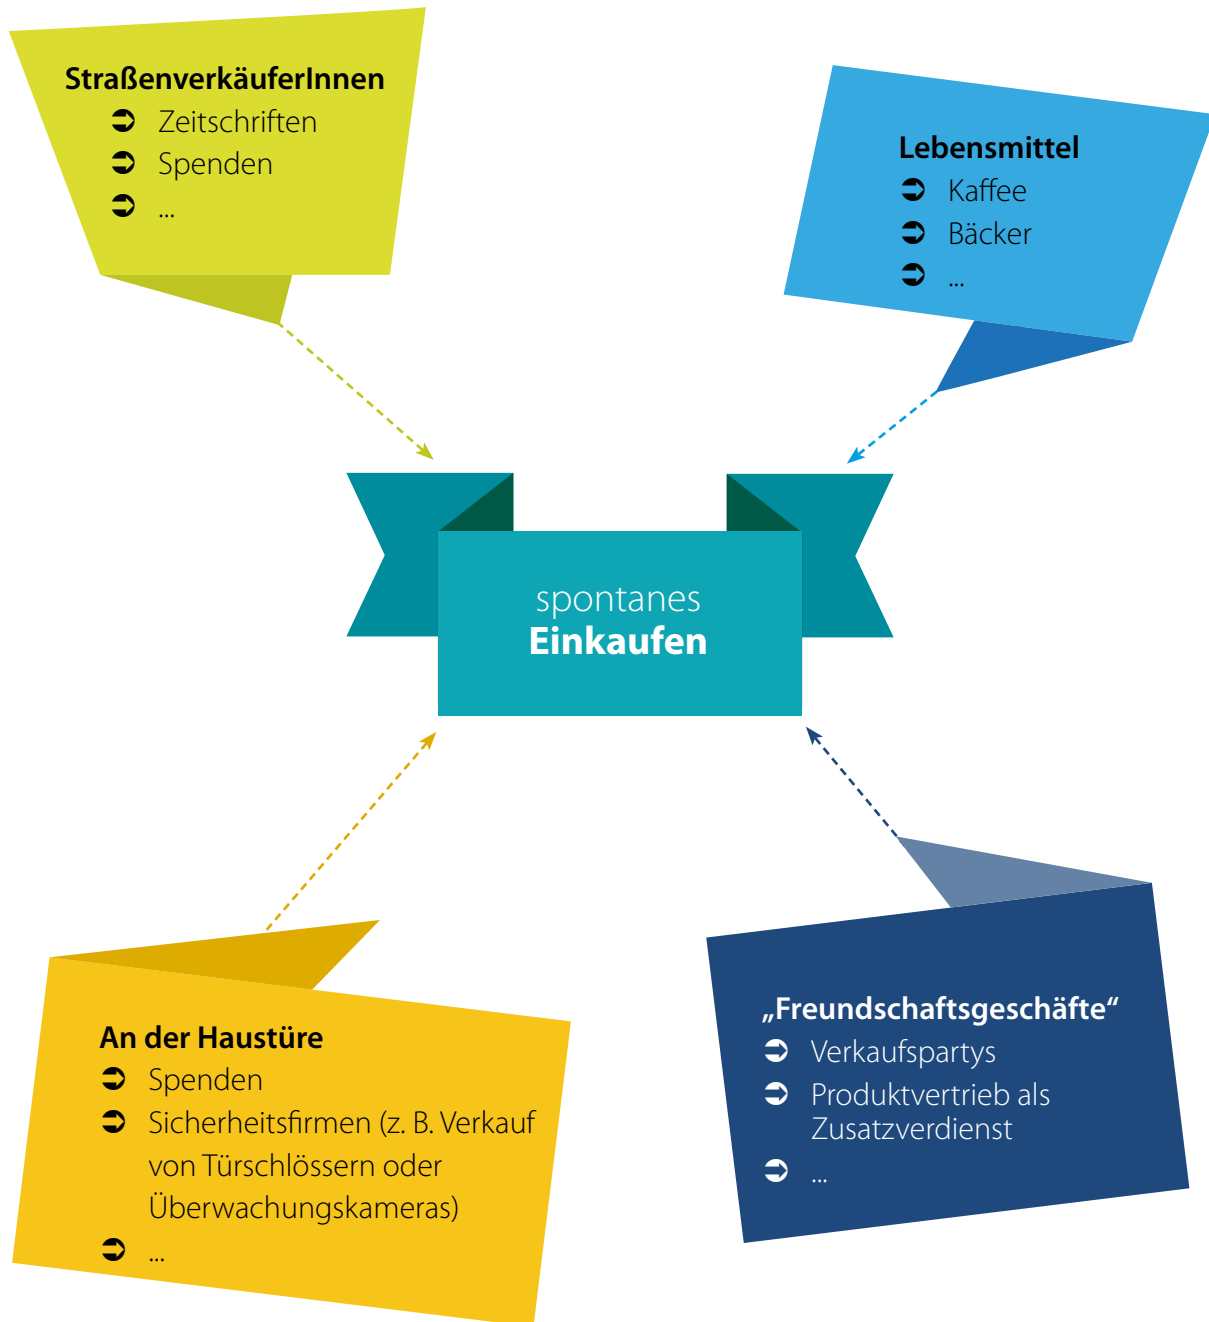 StraßenverkäuferInnen
➲ Zeitschriften
➲ Spenden
➲ ...
Lebensmittel
➲ Kaffee
➲ Bäcker
➲ ...
spontanes
Einkaufen
An der Haustüre
➲ Spenden
➲ Sicherheitsfirmen (z. B. Verkauf
von Türschlössern oder
Überwachungskameras)
➲ ...
„Freundschaftsgeschäfte“
➲ Verkaufspartys
➲ Produktvertrieb als
Zusatzverdienst
➲ ...